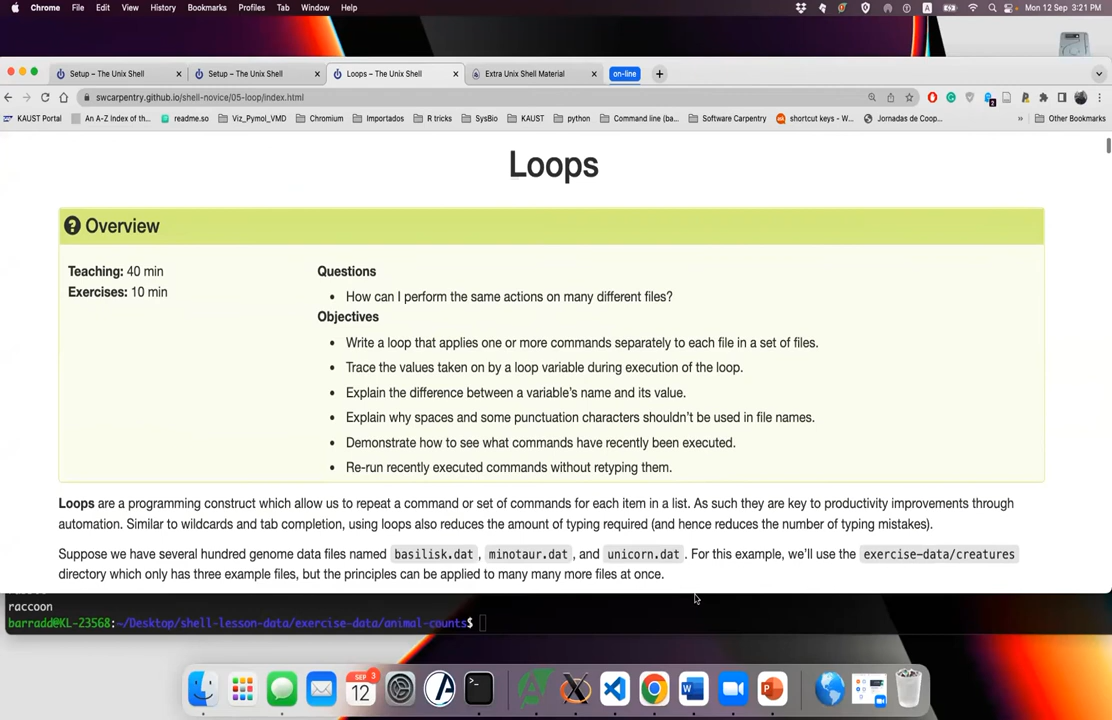 Chrome File Edit View History Bookmarks Profiles Tab Window Help
A
Mon 12 Sep 3:21 PM
Setup – The Unix Shell
Setup – The Unix Shell
Loops – The Unix Shell
Extra Unix Shell Material
on-line
swcarpentry.github.io/shell-novice/05-loop/index.html
KAUST Portal
An A-Z Index of th...
readme.so
Viz_Pymol_VMD
Chromium
Importados
R tricks
SysBio
KAUST
python
Command line (ba...
Software Carpentry
shortcut keys - W...
Jornadas de Coop...
»
Other Bookmarks
Loops
Overview
Teaching: 40 min
Exercises: 10 min
Questions
• How can I perform the same actions on many different files?
Objectives
• Write a loop that applies one or more commands separately to each file in a set of files.
• Trace the values taken on by a loop variable during execution of the loop.
• Explain the difference between a variable's name and its value.
• Explain why spaces and some punctuation characters shouldn't be used in file names.
• Demonstrate how to see what commands have recently been executed.
• Re-run recently executed commands without retyping them.
Loops are a programming construct which allow us to repeat a command or set of commands for each item in a list. As such they are key to productivity improvements through
automation. Similar to wildcards and tab completion, using loops also reduces the amount of typing required (and hence reduces the number of typing mistakes).
Suppose we have several hundred genome data files named basilisk.dat, minotaur.dat, and unicorn.dat. For this example, we'll use the exercise-data/creatures
directory which only has three example files, but the principles can be applied to many many more files at once.
raccoon
barradd@KL-23568:~/Desktop/shell-lesson-data/exercise-data/animal-counts$
SEP
12
3